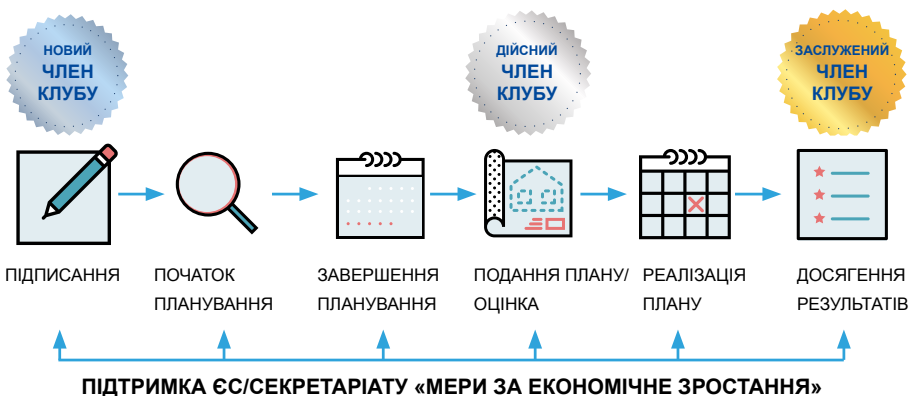 НОВИЙ
ЧЛЕН
КЛУБУ
ДІЙСНИЙ
ЧЛЕН
КЛУБУ
ЗАСЛУЖЕНИЙ
ЧЛЕН
КЛУБУ
ПІДПИСАННЯ
ПОЧАТОК
ПЛАНУВАННЯ
ЗАВЕРШЕННЯ
ПЛАНУВАННЯ
ПОДАННЯ ПЛАНУ/
ОЦІНКА
РЕАЛІЗАЦІЯ
ПЛАНУ
ДОСЯГЕННЯ
РЕЗУЛЬТАТІВ
ПІДТРИМКА ЄС/СЕКРЕТАРІАТУ «МЕРИ ЗА ЕКОНОМІЧНЕ ЗРОСТАННЯ»